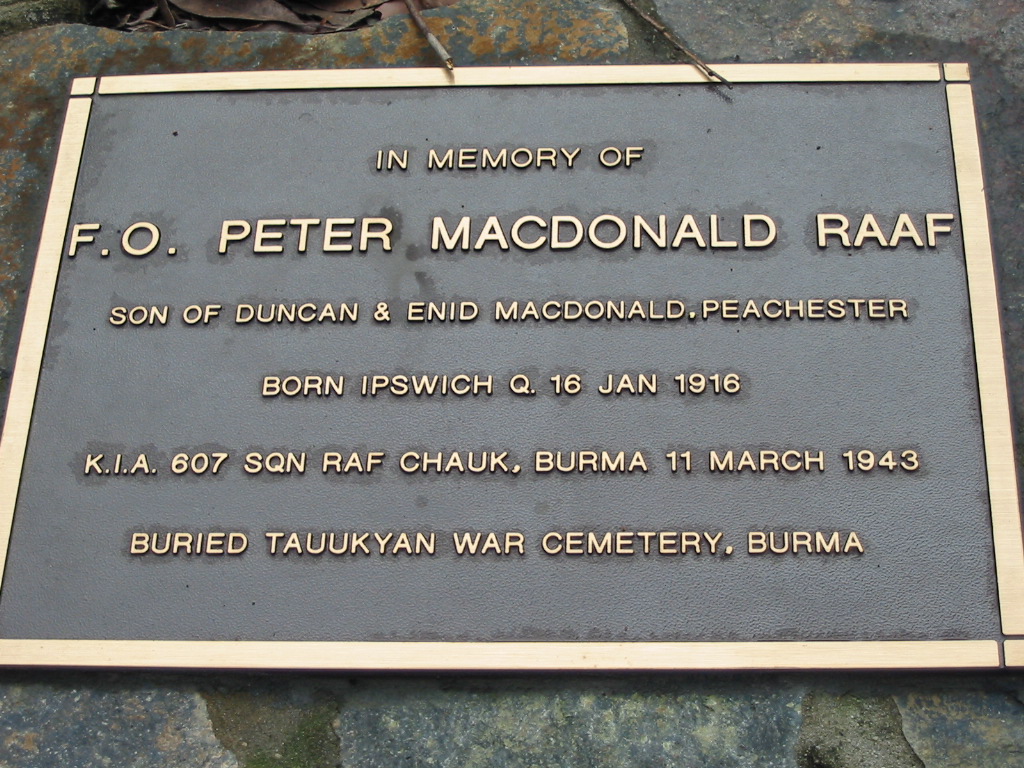 IN MEMORY OF
F.O. PETER MACDONALD RAAF
SON OF DUNCAN & ENID MACDONALD, PEACHESTER
BORN IPSWICH Q. 16 JAN 1916
K.I.A. 607 SQN RAF CHAUK, BURMA 11 MARCH 1943
BURIED TAUUKYAN WAR CEMETERY, BURMA